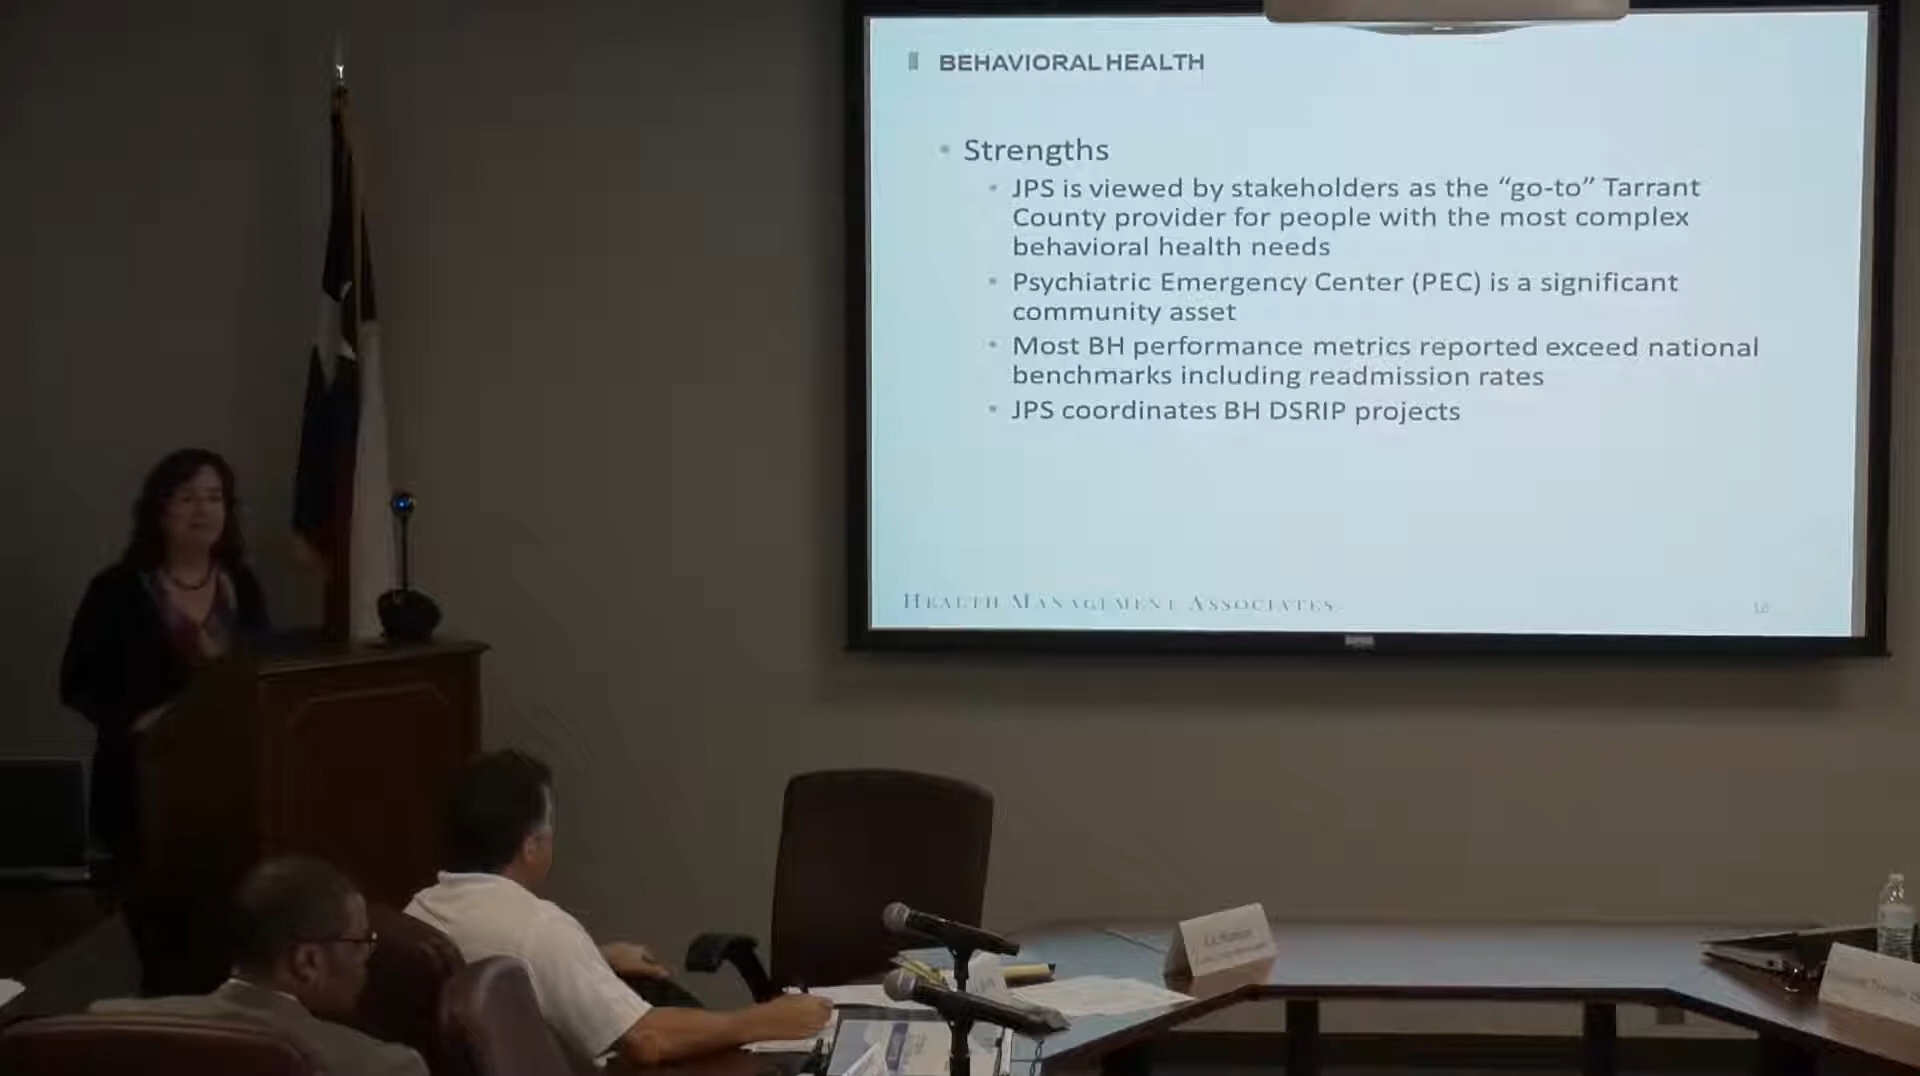 BEHAVIORAL HEALTH
• Strengths
• JPS is viewed by stakeholders as the “go-to” Tarrant
County provider for people with the most complex
behavioral health needs
• Psychiatric Emergency Center (PEC) is a significant
community asset
• Most BH performance metrics reported exceed national
benchmarks including readmission rates
• JPS coordinates BH DSRIP projects
HEALTH MANAGEMENT ASSOCIATES